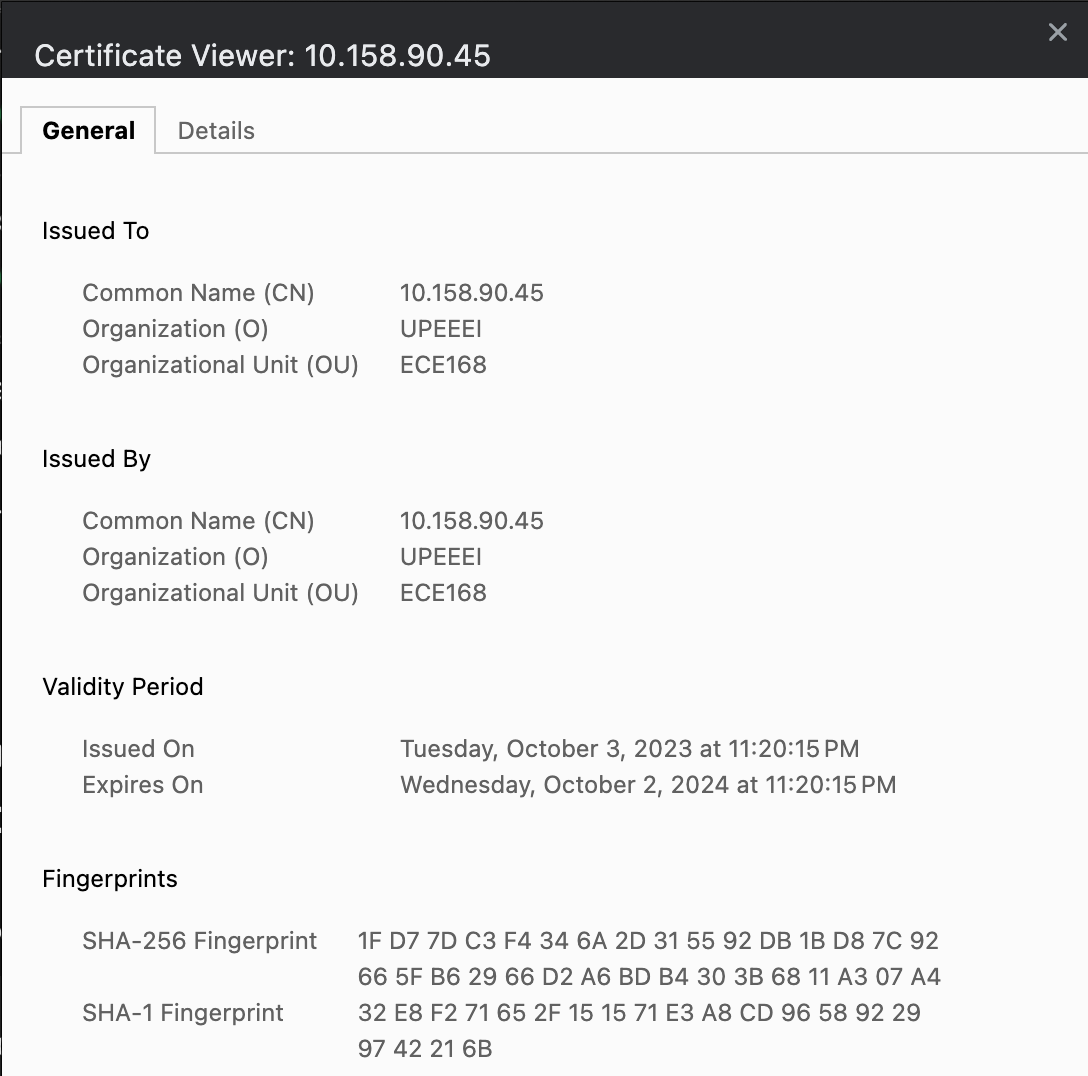 Certificate Viewer: 10.158.90.45
General Details
Issued To
Common Name (CN) 10.158.90.45
Organization (O) UPEEEI
Organizational Unit (OU) ECE168
Issued By
Common Name (CN) 10.158.90.45
Organization (O) UPEEEI
Organizational Unit (OU) ECE168
Validity Period
Issued On Tuesday, October 3, 2023 at 11:20:15 PM
Expires On Wednesday, October 2, 2024 at 11:20:15 PM
Fingerprints
SHA-256 Fingerprint 1F D7 7D C3 F4 34 6A 2D 31 55 92 DB 1B D8 7C 92
66 5F B6 29 66 D2 A6 BD B4 30 3B 68 11 A3 07 A4
SHA-1 Fingerprint 32 E8 F2 71 65 2F 15 15 71 E3 A8 CD 96 58 92 29
97 42 21 6B